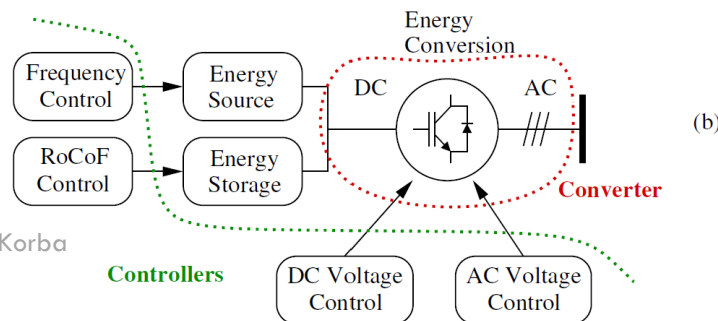 Energy
Conversion
Frequency
Control
Energy
Source
DC
AC
(b)
RoCoF
Control
Energy
Storage
Converter
Korba
Controllers
DC Voltage
Control
AC Voltage
Control